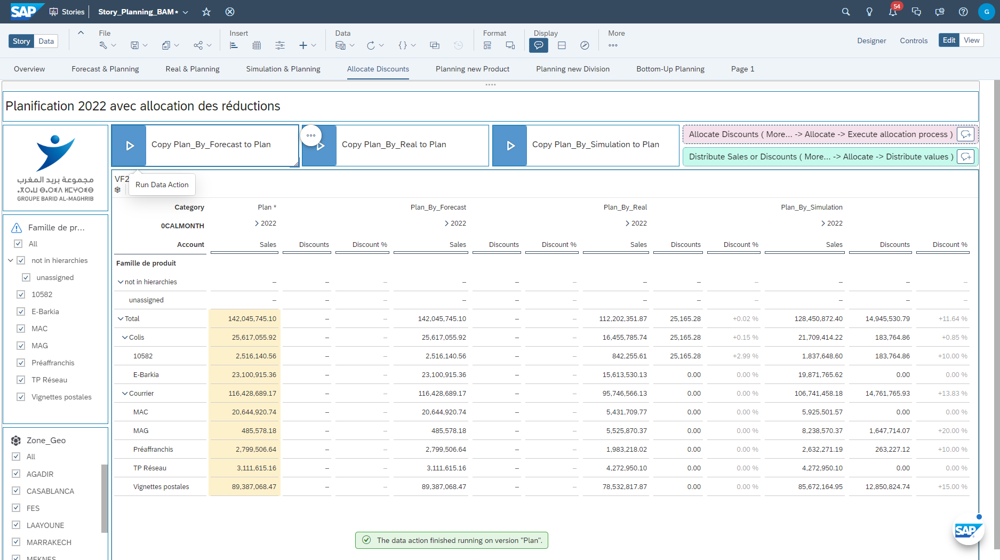 SAP Stories Story_Planning_BAM* 54 G
Story Data File Insert Data Format Display More Designer Controls Edit View
Overview Forecast & Planning Real & Planning Simulation & Planning Allocate Discounts Planning new Product Planning new Division Bottom-Up Planning Page 1
Planification 2022 avec allocation des réductions
مجموعة بريد المغرب
ⵜⴰⵔⴰⴱⴱⵓⵜ ⵏ ⴱⴰⵔⵉⴷ
GROUPE BARID AL-MAGHRIB
Copy Plan_By_Forecast to Plan
Copy Plan_By_Real to Plan
Copy Plan_By_Simulation to Plan
Allocate Discounts ( More... -> Allocate -> Execute allocation process )
Distribute Sales or Discounts ( More... -> Allocate -> Distribute values )
VF2
Run Data Action
Famille de pr...
All
not in hierarchies
unassigned
10582
E-Barkia
MAC
MAG
Préaffranchis
TP Réseau
Vignettes postales
Zone_Geo
All
AGADIR
CASABLANCA
FES
LAAYOUNE
MARRAKECH
MEKNES
Category Plan * Plan_By_Forecast Plan_By_Real Plan_By_Simulation
0CALMONTH 2022 2022 2022 2022
Account Sales Discounts Discount % Sales Discounts Discount % Sales Discounts Discount % Sales Discounts Discount %
Famille de produit
not in hierarchies – – – – – – – – – – – –
unassigned – – – – – – – – – – – –
Total 142,045,745.10 – – 142,045,745.10 – – 112,202,351.87 25,165.28 +0.02 % 128,450,872.40 14,945,530.79 +11.64 %
Colis 25,617,055.92 – – 25,617,055.92 – – 16,455,785.74 25,165.28 +0.15 % 21,709,414.22 183,764.86 +0.85 %
10582 2,516,140.56 – – 2,516,140.56 – – 842,255.61 25,165.28 +2.99 % 1,837,648.60 183,764.86 +10.00 %
E-Barkia 23,100,915.36 – – 23,100,915.36 – – 15,613,530.13 0.00 0.00 % 19,871,765.62 0.00 0.00 %
Courrier 116,428,689.17 – – 116,428,689.17 – – 95,746,566.13 0.00 0.00 % 106,741,458.18 14,761,765.93 +13.83 %
MAC 20,644,920.74 – – 20,644,920.74 – – 5,431,709.77 0.00 0.00 % 5,925,501.57 0.00 0.00 %
MAG 485,578.18 – – 485,578.18 – – 5,525,870.37 0.00 0.00 % 8,238,570.37 1,647,714.07 +20.00 %
Préaffranchis 2,799,506.64 – – 2,799,506.64 – – 1,983,218.02 0.00 0.00 % 2,632,271.19 263,227.12 +10.00 %
TP Réseau 3,111,615.16 – – 3,111,615.16 – – 4,272,950.10 0.00 0.00 % 4,272,950.10 0.00 0.00 %
Vignettes postales 89,387,068.47 – – 89,387,068.47 – – 78,532,817.87 0.00 0.00 % 85,672,164.95 12,850,824.74 +15.00 %
The data action finished running on version "Plan".
SAP